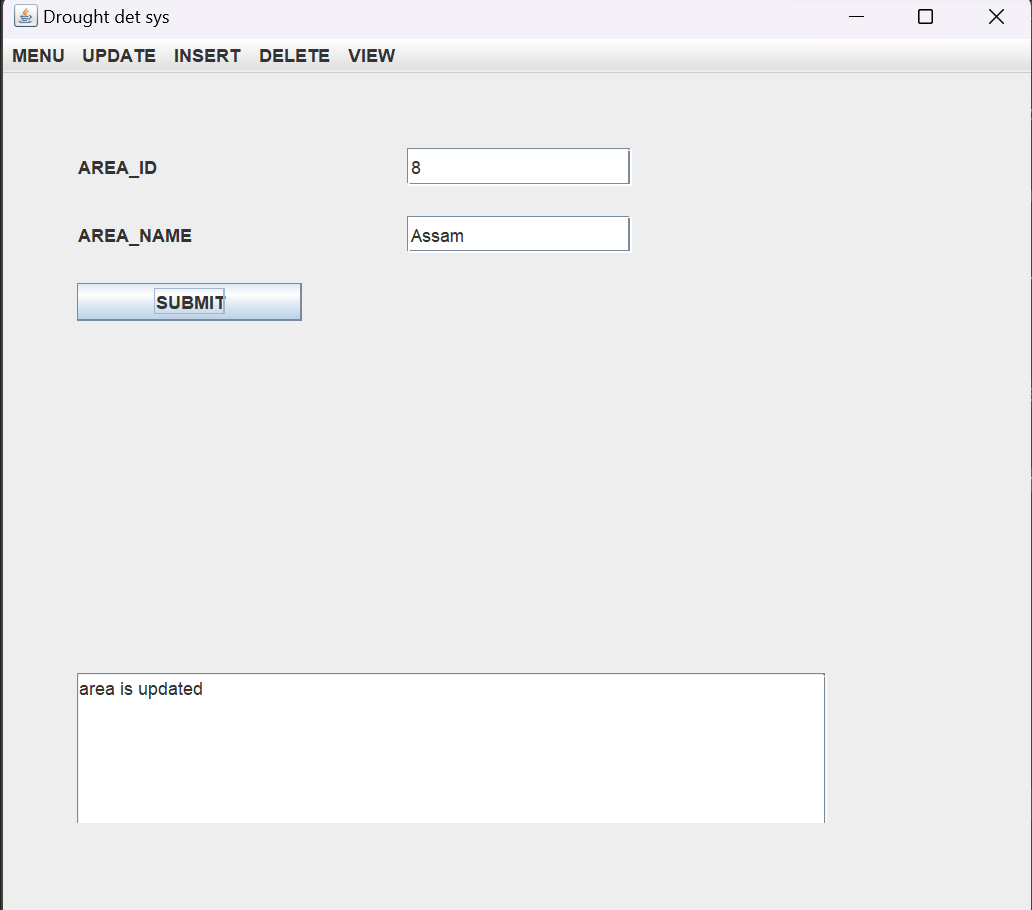 Drought det sys
MENU UPDATE INSERT DELETE VIEW
AREA_ID 8
AREA_NAME Assam
SUBMIT
area is updated